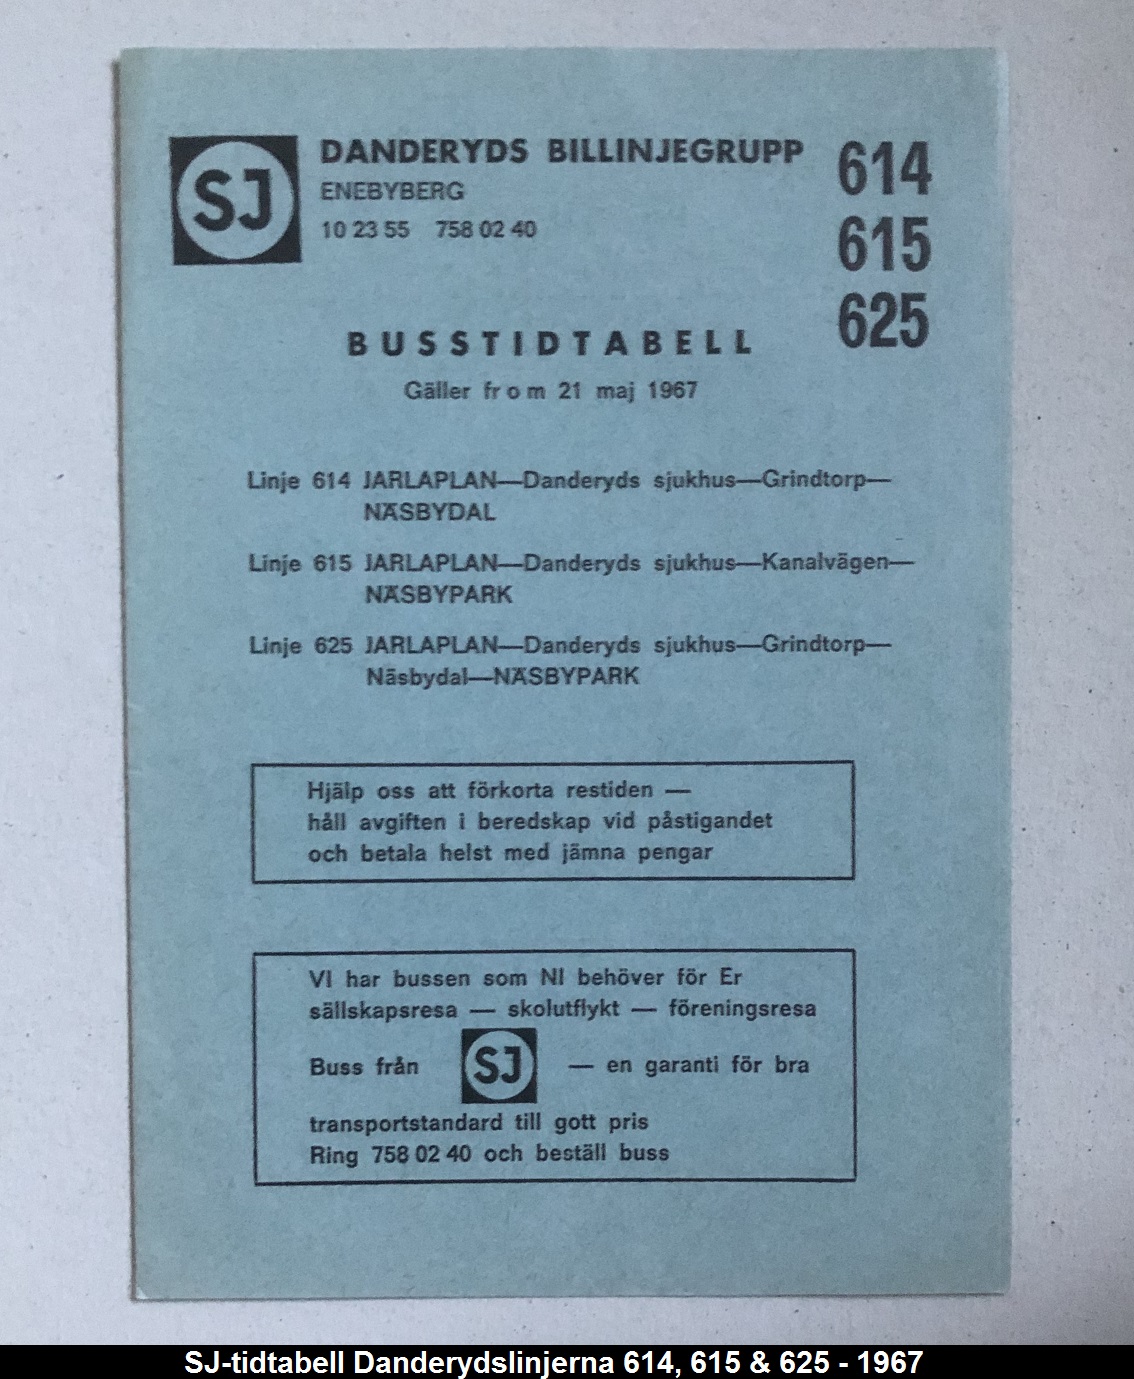 SJ
DANDERYDS BILLINJEGRUPP
ENEBYBERG
10 23 55 758 02 40
614
615
625
BUSSTIDTABELL
Gäller fr o m 21 maj 1967
Linje 614 JARLAPLAN—Danderyds sjukhus—Grindtorp—
NÄSBYDAL
Linje 615 JARLAPLAN—Danderyds sjukhus—Kanalvägen—
NÄSBYPARK
Linje 625 JARLAPLAN—Danderyds sjukhus—Grindtorp—
Näsbydal—NÄSBYPARK
Hjälp oss att förkorta restiden —
håll avgiften i beredskap vid påstigandet
och betala helst med jämna pengar
VI har bussen som NI behöver för Er
sällskapsresa — skolutflykt — föreningsresa
Buss från SJ — en garanti för bra
transportstandard till gott pris
Ring 758 02 40 och beställ buss
SJ-tidtabell Danderydslinjerna 614, 615 & 625 - 1967